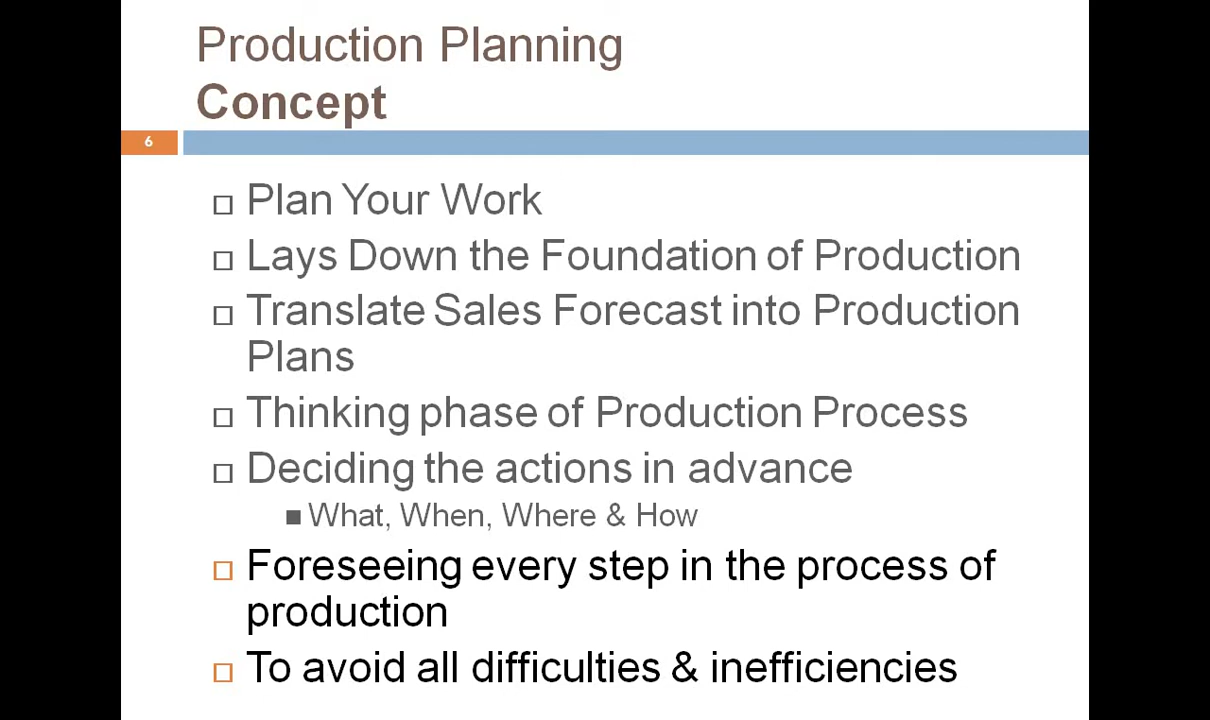 Production Planning
Concept
6
Plan Your Work
Lays Down the Foundation of Production
Translate Sales Forecast into Production
Plans
Thinking phase of Production Process
Deciding the actions in advance
What, When, Where & How
Foreseeing every step in the process of
production
To avoid all difficulties & inefficiencies